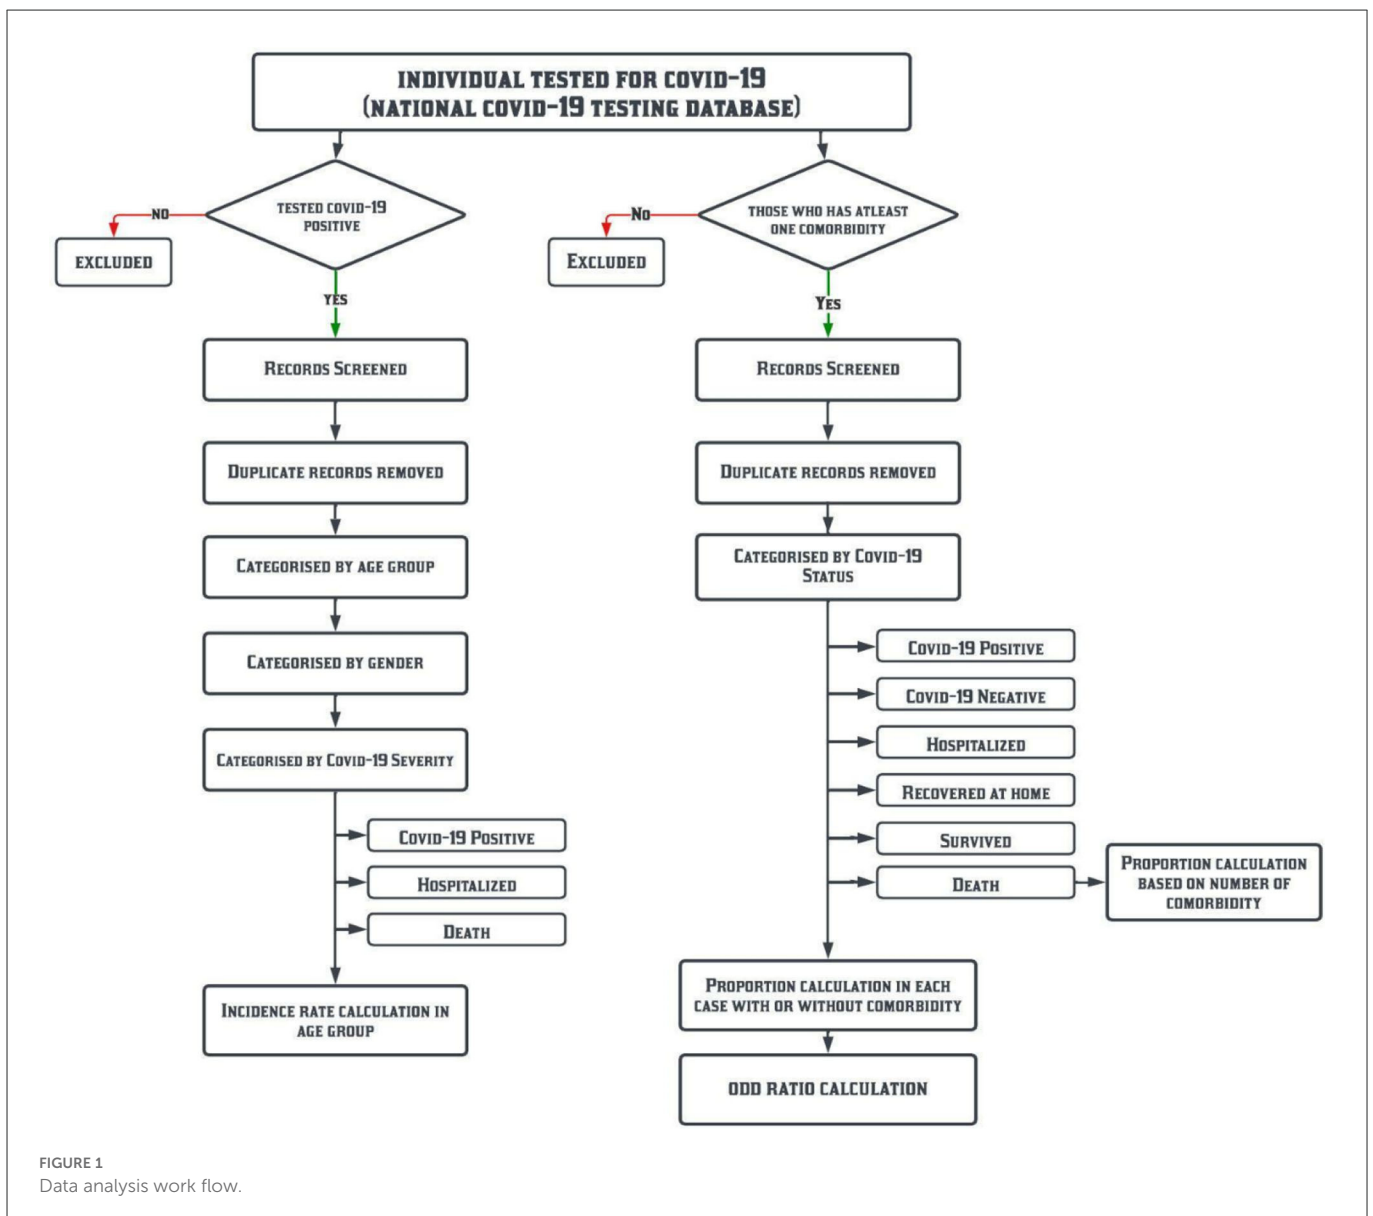 INDIVIDUAL TESTED FOR COVID-19
(NATIONAL COVID-19 TESTING DATABASE)
TESTED COVID-19
POSITIVE
NO
EXCLUDED
YES
RECORDS SCREENED
DUPLICATE RECORDS REMOVED
CATEGORISED BY AGE GROUP
CATEGORISED BY GENDER
CATEGORISED BY COVID-19 SEVERITY
COVID-19 POSITIVE
HOSPITALIZED
DEATH
INCIDENCE RATE CALCULATION IN
AGE GROUP
THOSE WHO HAS ATLEAST
ONE COMORBIDITY
NO
EXCLUDED
YES
RECORDS SCREENED
DUPLICATE RECORDS REMOVED
CATEGORISED BY COVID-19
STATUS
COVID-19 POSITIVE
COVID-19 NEGATIVE
HOSPITALIZED
RECOVERED AT HOME
SURVIVED
DEATH
PROPORTION CALCULATION
BASED ON NUMBER OF
COMORBIDITY
PROPORTION CALCULATION IN EACH
CASE WITH OR WITHOUT COMORBIDITY
ODD RATIO CALCULATION
FIGURE 1
Data analysis work flow.